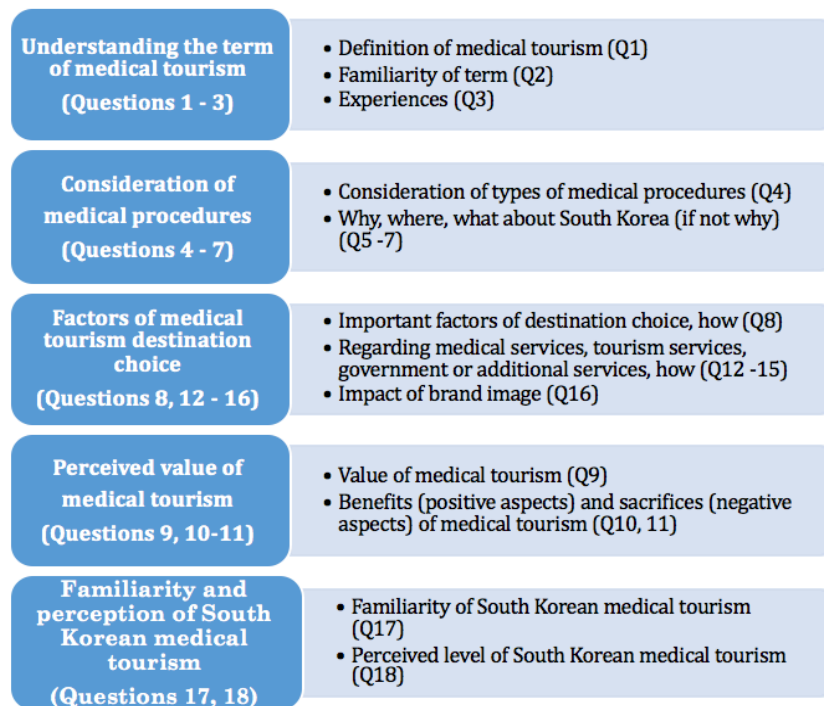 Understanding the term
of medical tourism
(Questions 1 - 3)
• Definition of medical tourism (Q1)
• Familiarity of term (Q2)
• Experiences (Q3)
Consideration of
medical procedures
(Questions 4 - 7)
• Consideration of types of medical procedures (Q4)
• Why, where, what about South Korea (if not why)
(Q5 -7)
Factors of medical
tourism destination
choice
(Questions 8, 12 - 16)
• Important factors of destination choice, how (Q8)
• Regarding medical services, tourism services,
government or additional services, how (Q12 -15)
• Impact of brand image (Q16)
Perceived value of
medical tourism
(Questions 9, 10-11)
• Value of medical tourism (Q9)
• Benefits (positive aspects) and sacrifices (negative
aspects) of medical tourism (Q10, 11)
Familiarity and
perception of South
Korean medical
tourism
(Questions 17, 18)
• Familiarity of South Korean medical tourism
(Q17)
• Perceived level of South Korean medical tourism
(Q18)